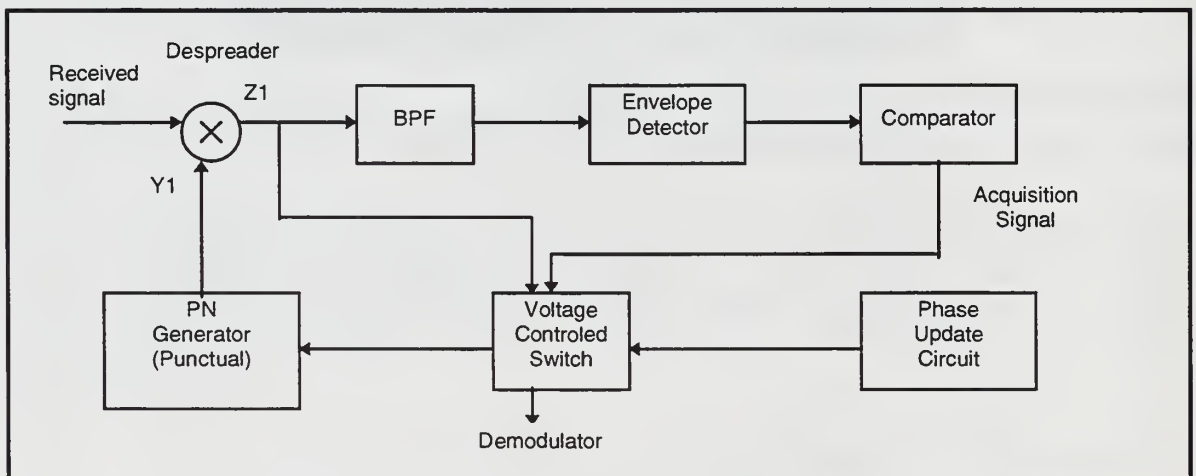 Despreader
Received
signal
Z1
BPF
Envelope
Detector
Comparator
Y1
Acquisition
Signal
PN
Generator
(Punctual)
Voltage
Controled
Switch
Phase
Update
Circuit
Demodulator